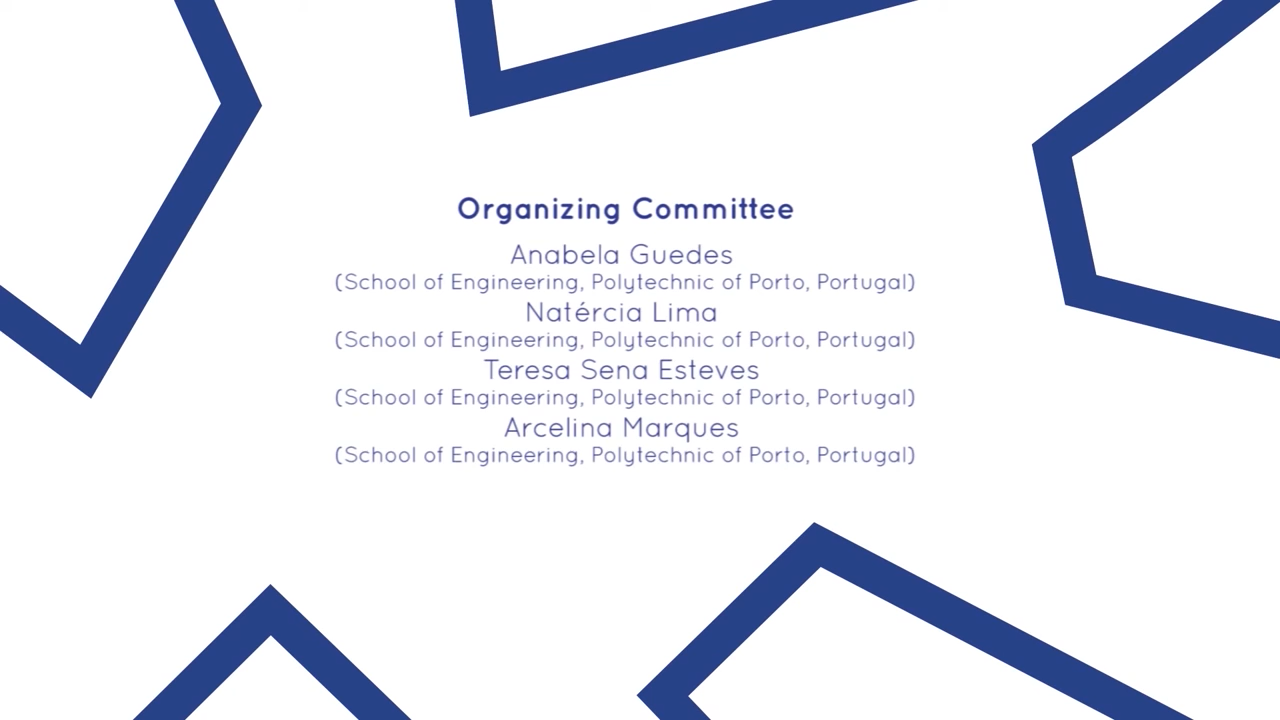 Organizing Committee
Anabela Guedes
(School of Engineering, Polytechnic of Porto, Portugal)
Natércia Lima
(School of Engineering, Polytechnic of Porto, Portugal)
Teresa Sena Esteves
(School of Engineering, Polytechnic of Porto, Portugal)
Arcelina Marques
(School of Engineering, Polytechnic of Porto, Portugal)